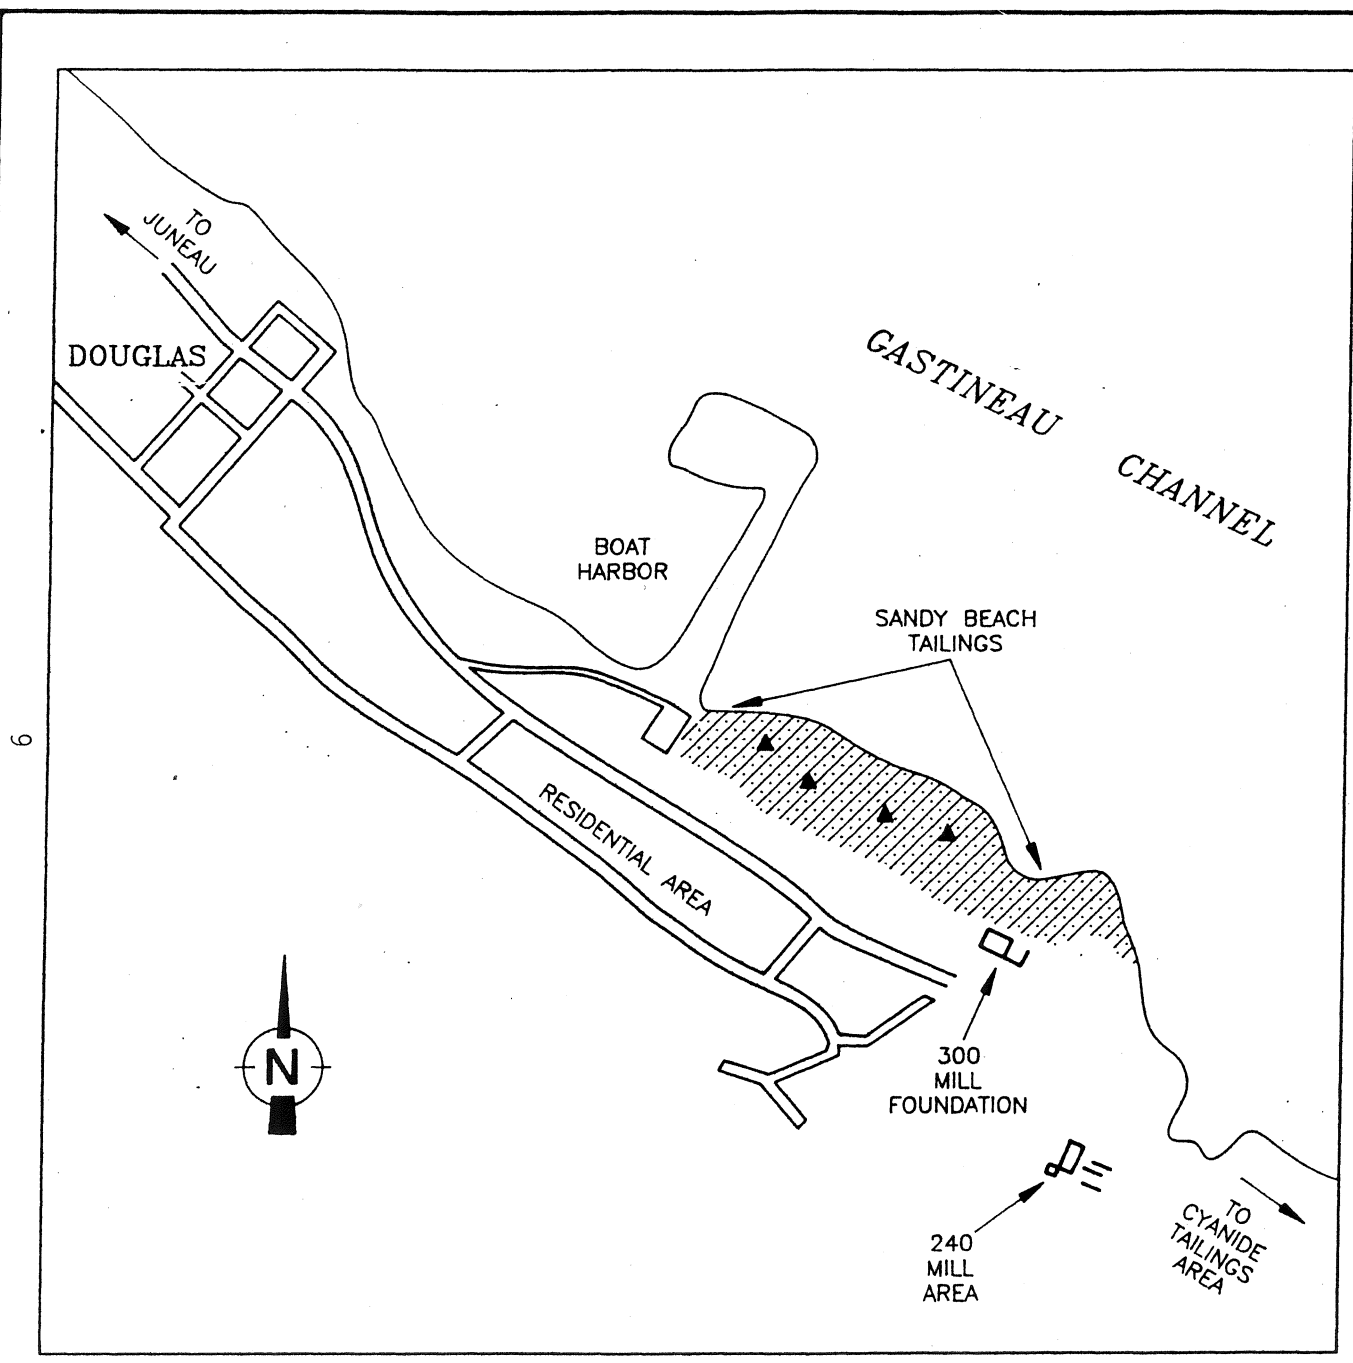 TO
JUNEAU
DOUGLAS
GASTINEAU CHANNEL
BOAT
HARBOR
SANDY BEACH
TAILINGS
RESIDENTIAL AREA
N
300
MILL
FOUNDATION
240
MILL
AREA
TO
CYANIDE
TAILINGS
AREA
9